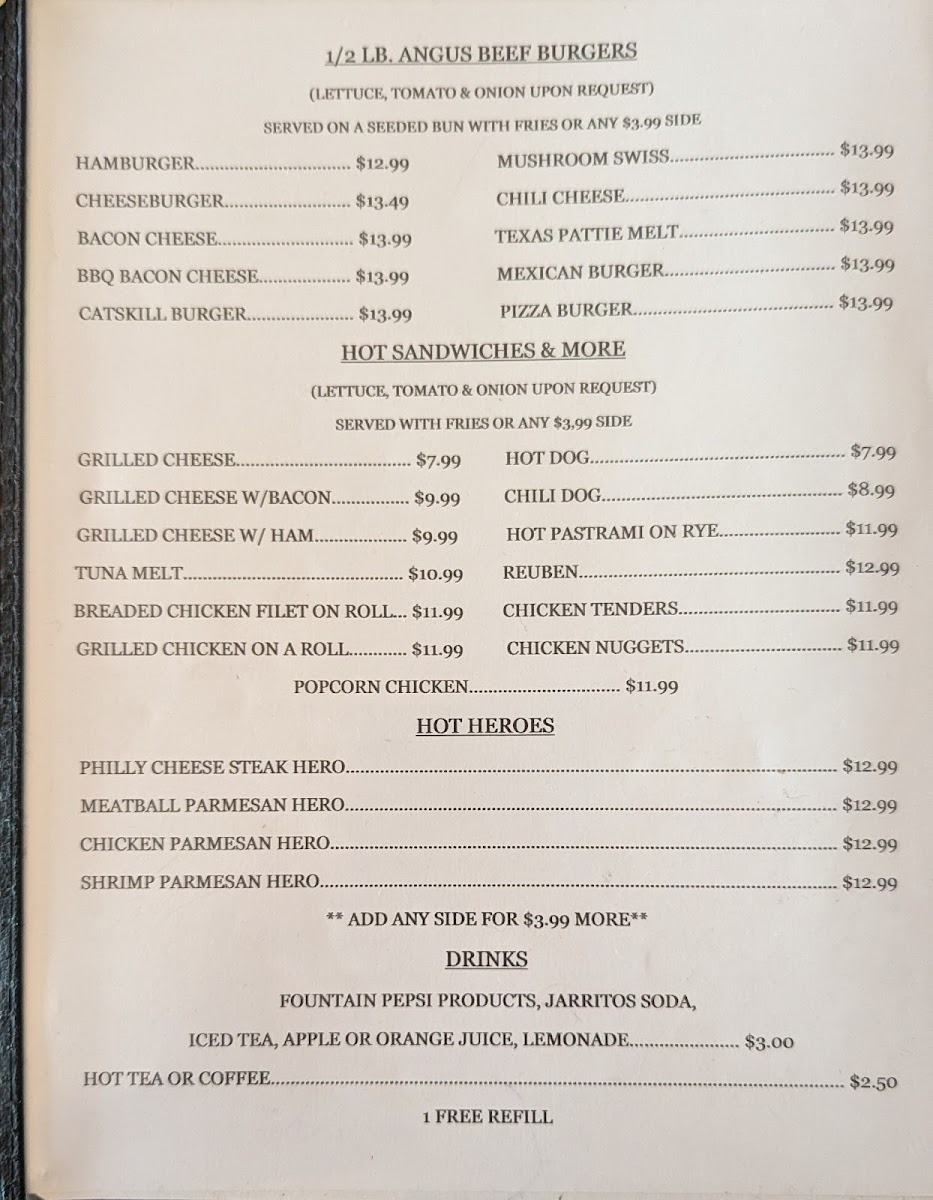 1/2 LB. ANGUS BEEF BURGERS
(LETTUCE, TOMATO & ONION UPON REQUEST)
SERVED ON A SEEDED BUN WITH FRIES OR ANY $3.99 SIDE
HAMBURGER.................................. $12.99
CHEESEBURGER........................... $13.49
BACON CHEESE............................. $13.99
BBQ BACON CHEESE.................... $13.99
CATSKILL BURGER....................... $13.99
MUSHROOM SWISS................................... $13.99
CHILI CHEESE............................................. $13.99
TEXAS PATTIE MELT................................. $13.99
MEXICAN BURGER.................................... $13.99
PIZZA BURGER........................................... $13.99
HOT SANDWICHES & MORE
(LETTUCE, TOMATO & ONION UPON REQUEST)
SERVED WITH FRIES OR ANY $3,99 SIDE
GRILLED CHEESE...................................... $7.99
GRILLED CHEESE W/BACON................. $9.99
GRILLED CHEESE W/ HAM.................... $9.99
TUNA MELT............................................... $10.99
BREADED CHICKEN FILET ON ROLL... $11.99
GRILLED CHICKEN ON A ROLL............ $11.99
HOT DOG....................................................... $7.99
CHILI DOG.................................................... $8.99
HOT PASTRAMI ON RYE.......................... $11.99
REUBEN........................................................ $12.99
CHICKEN TENDERS................................... $11.99
CHICKEN NUGGETS.................................. $11.99
POPCORN CHICKEN................................ $11.99
HOT HEROES
PHILLY CHEESE STEAK HERO......................................................................................................... $12.99
MEATBALL PARMESAN HERO......................................................................................................... $12.99
CHICKEN PARMESAN HERO............................................................................................................ $12.99
SHRIMP PARMESAN HERO.............................................................................................................. $12.99
** ADD ANY SIDE FOR $3.99 MORE**
DRINKS
FOUNTAIN PEPSI PRODUCTS, JARRITOS SODA,
ICED TEA, APPLE OR ORANGE JUICE, LEMONADE....................... $3.00
HOT TEA OR COFFEE........................................................................................................................... $2.50
1 FREE REFILL